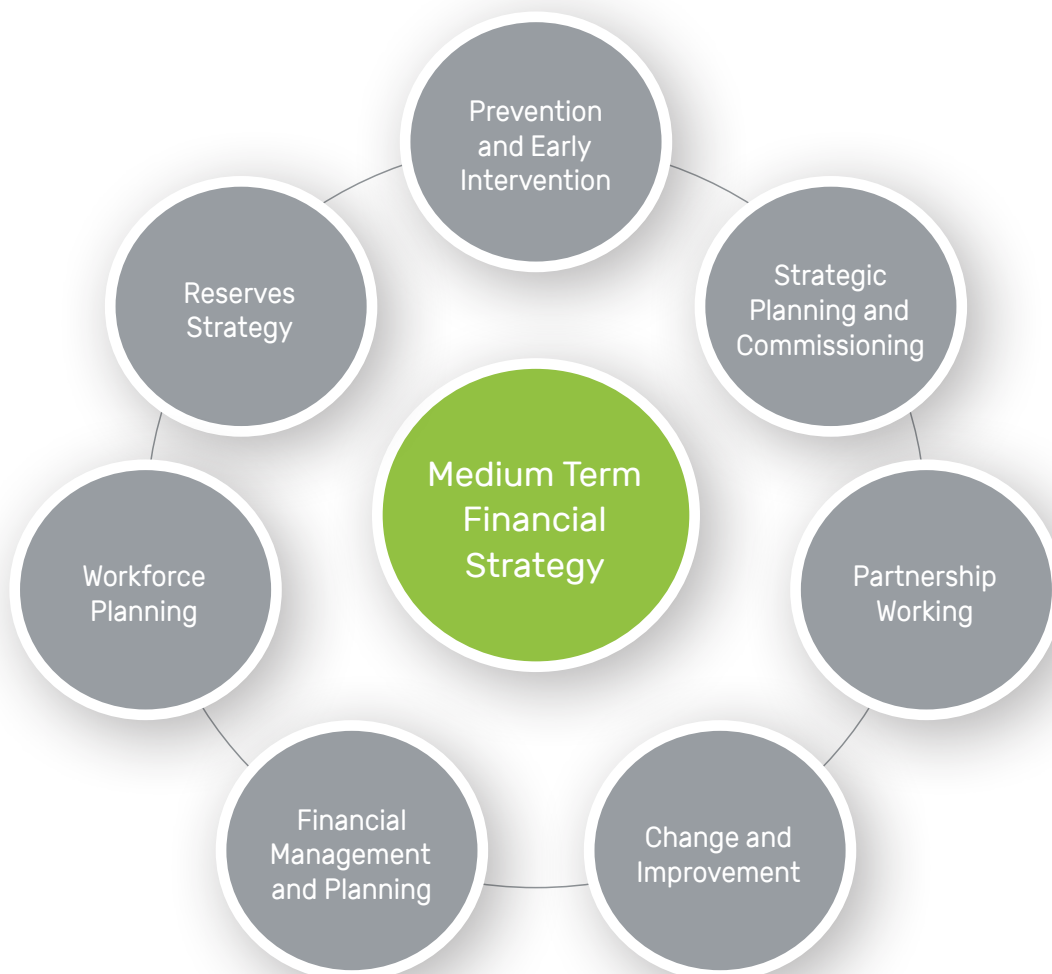 Prevention
and Early
Intervention
Strategic
Planning and
Commissioning
Reserves
Strategy
Medium Term
Financial
Strategy
Workforce
Planning
Partnership
Working
Financial
Management
and Planning
Change and
Improvement